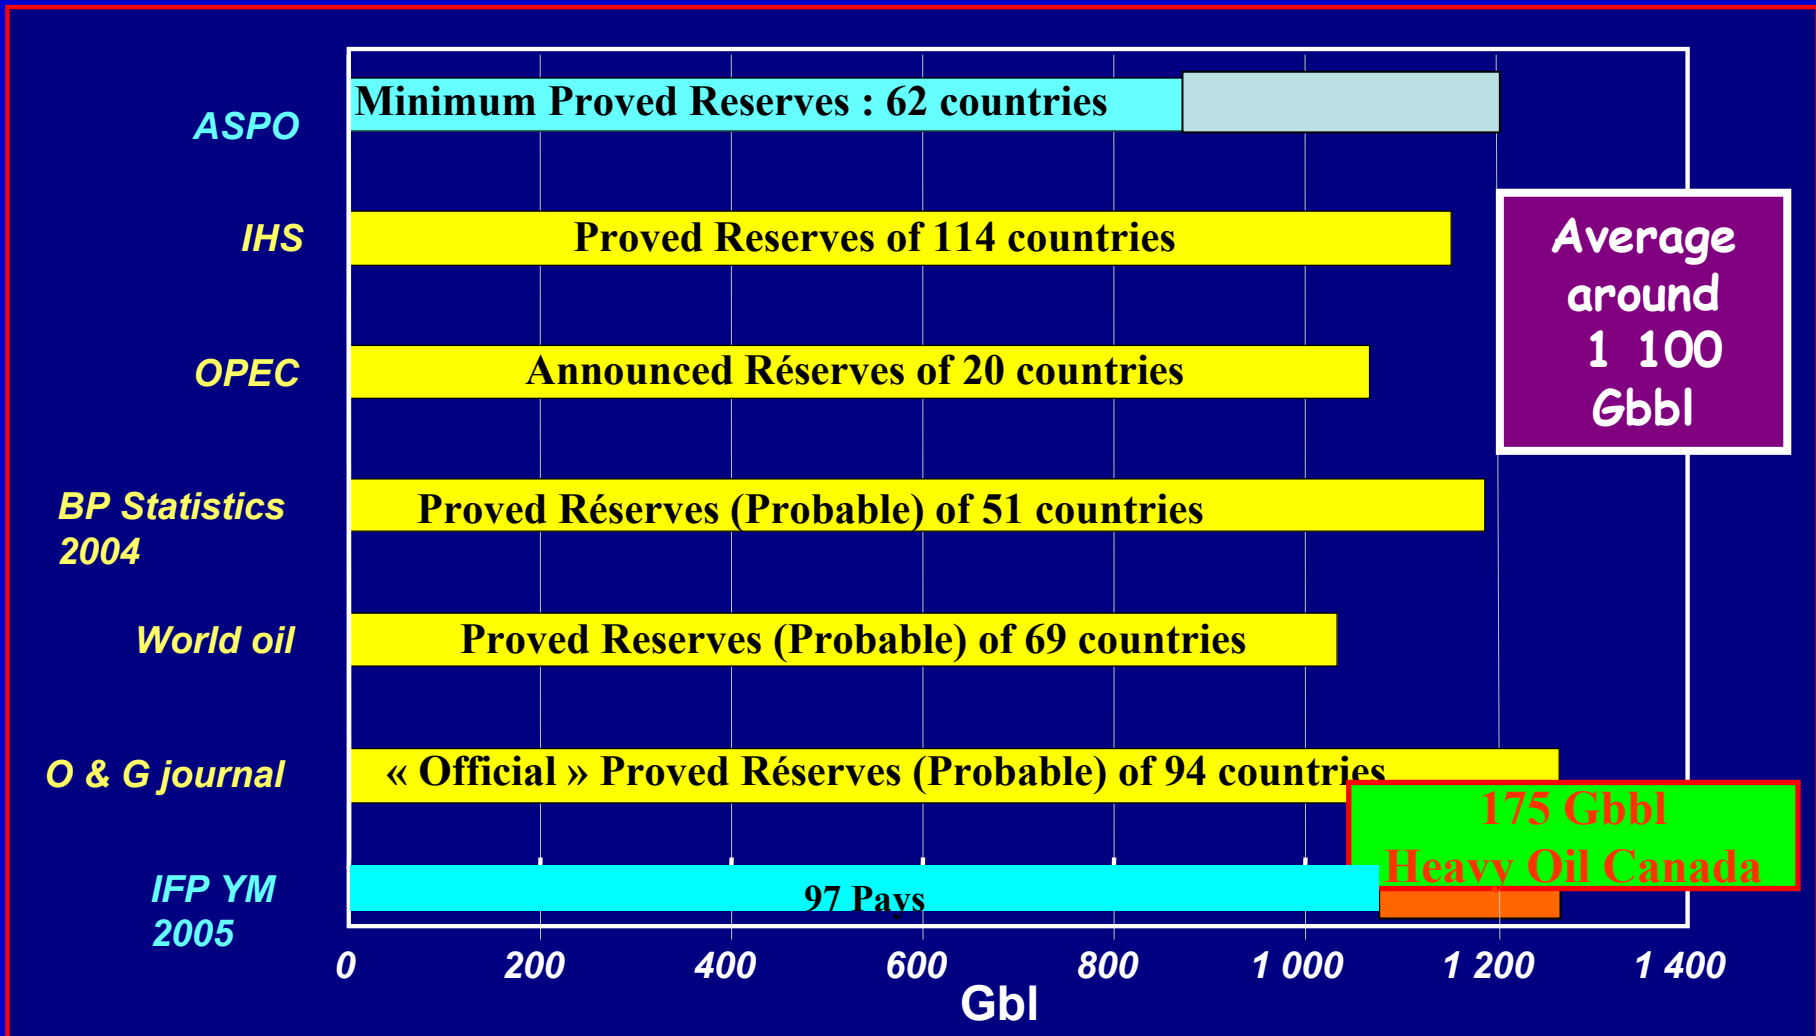 ASPO
Minimum Proved Reserves : 62 countries
IHS
Proved Reserves of 114 countries
Average
around
1 100
Gbbl
OPEC
Announced Réserves of 20 countries
BP Statistics
2004
Proved Réserves (Probable) of 51 countries
World oil
Proved Reserves (Probable) of 69 countries
O & G journal
« Official » Proved Réserves (Probable) of 94 countries
175 Gbbl
Heavy Oil Canada
IFP YM
2005
97 Pays
0 200 400 600 800 1 000 1 200 1 400
Gbl